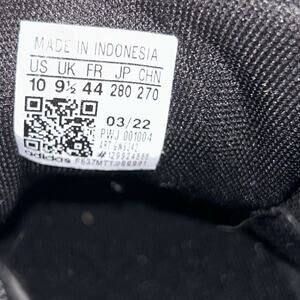 MADE IN INDONESIA
US UK FR JP CHN
10 9½ 44 280 270
03/22
PWJ 001004
ART
adidas